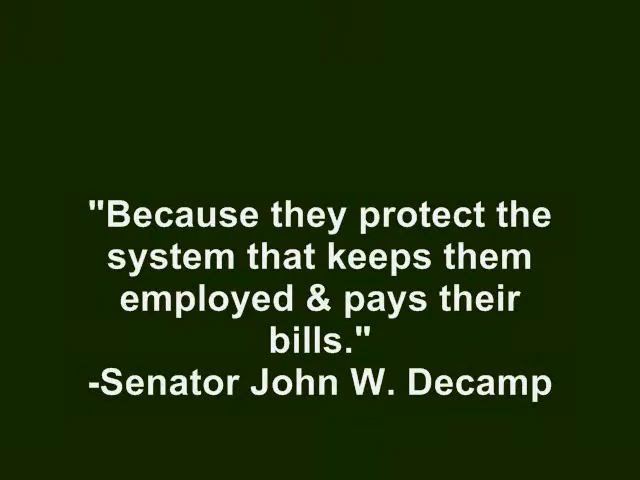 "Because they protect the
system that keeps them
employed & pays their
bills."
-Senator John W. Decamp